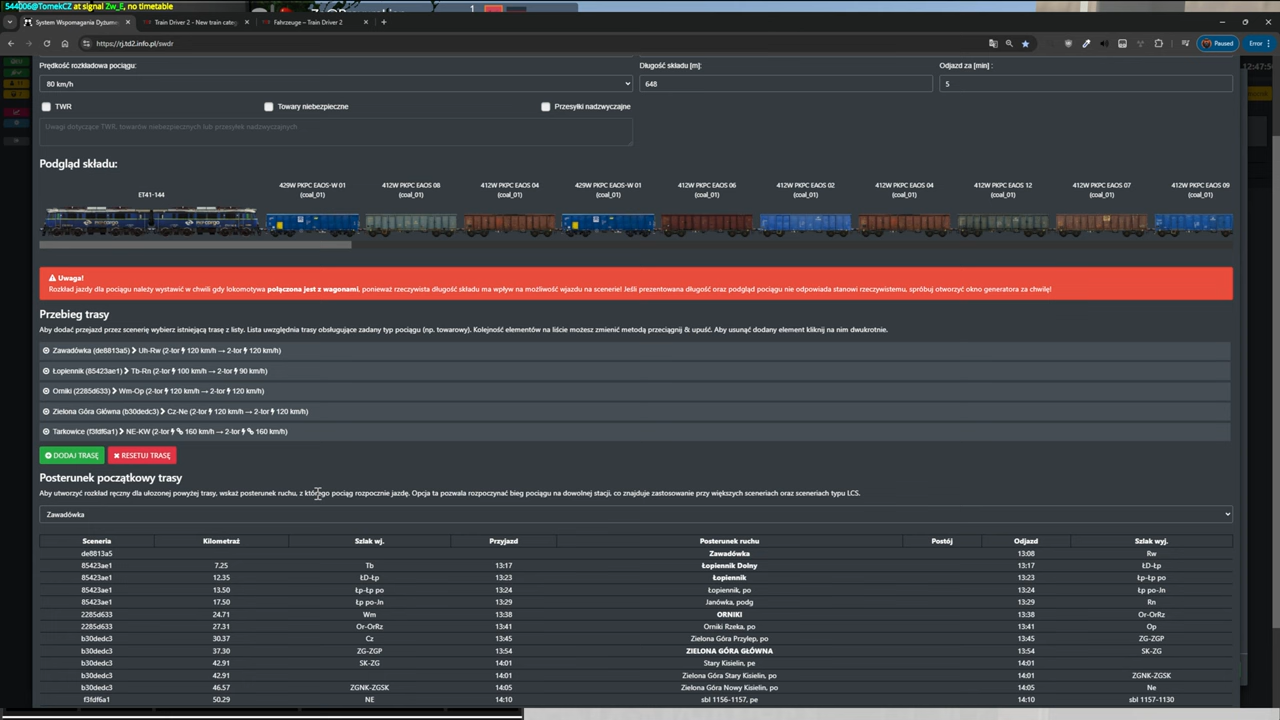 544006@TomekCZ at signal Zw_E, no timetable
System Wspomagania Dyżurne
Train Driver 2 - New train categ
Fahrzeuge – Train Driver 2
https://rj.td2.info.pl/swdr
Paused
Error
Prędkość rozkładowa pociągu:
Długość składu [m]:
Odjazd za [min] :
80 km/h
648
5
TWR
Towary niebezpieczne
Przesyłki nadzwyczajne
Uwagi dotyczące TWR, towarów niebezpiecznych lub przesyłek nadzwyczajnych
Podgląd składu:
ET41-144
429W PKPC EAOS-W 01 (coal_01)
412W PKPC EAOS 08 (coal_01)
412W PKPC EAOS 04 (coal_01)
429W PKPC EAOS-W 01 (coal_01)
412W PKPC EAOS 06 (coal_01)
412W PKPC EAOS 02 (coal_01)
412W PKPC EAOS 04 (coal_01)
412W PKPC EAOS 12 (coal_01)
412W PKPC EAOS 07 (coal_01)
412W PKPC EAOS 09 (coal_01)
Uwaga!
Rozkład jazdy dla pociągu należy wystawić w chwili gdy lokomotywa połączona jest z wagonami, ponieważ rzeczywista długość składu ma wpływ na możliwość wjazdu na scenerie! Jeśli prezentowana długość oraz podgląd pociągu nie odpowiada stanowi rzeczywistemu, spróbuj otworzyć okno generatora za chwilę!
Przebieg trasy
Aby dodać przejazd przez scenerię wybierz istniejącą trasę z listy. Lista uwzględnia trasy obsługujące zadany typ pociągu (np. towarowy). Kolejność elementów na liście możesz zmienić metodą przeciągnij & upuść. Aby usunąć dodany element kliknij na nim dwukrotnie.
Zawadówka (de8813a5) > Uh-Rw (2-tor 120 km/h → 2-tor 120 km/h)
Łopiennik (85423ae1) > Tb-Rn (2-tor 100 km/h → 2-tor 90 km/h)
Orniki (2285d633) > Wm-Op (2-tor 120 km/h → 2-tor 120 km/h)
Zielona Góra Główna (b30dedc3) > Cz-Ne (2-tor 120 km/h → 2-tor 120 km/h)
Tarkowice (f3fdf6a1) > NE-KW (2-tor 160 km/h → 2-tor 160 km/h)
DODAJ TRASĘ
RESETUJ TRASĘ
Posterunek początkowy trasy
Aby utworzyć rozkład ręczny dla ułożonej powyżej trasy, wskaż posterunek ruchu, z którego pociąg rozpocznie jazdę. Opcja ta pozwala rozpoczynać bieg pociągu na dowolnej stacji, co znajduje zastosowanie przy większych sceneriach oraz sceneriach typu LCS.
Zawadówka
Sceneria Kilometraż Szlak wj. Przyjazd Posterunek ruchu Postój Odjazd Szlak wyj.
de8813a5 Zawadówka 13:08 Rw
85423ae1 7.25 Tb 13:17 Łopiennik Dolny 13:17 ŁD-Łp
85423ae1 12.35 ŁD-Łp 13:23 Łopiennik 13:23 Łp-Łp po
85423ae1 13.50 Łp-Łp po 13:24 Łopiennik, po 13:24 Łp po-Jn
85423ae1 17.50 Łp po-Jn 13:29 Janówka, podg 13:29 Rn
2285d633 24.71 Wm 13:38 ORNIKI 13:38 Or-OrRz
2285d633 27.31 Or-OrRz 13:41 Orniki Rzeka, po 13:41 Op
b30dedc3 30.37 Cz 13:45 Zielona Góra Przylep, po 13:45 ZG-ZGP
b30dedc3 37.30 ZG-ZGP 13:54 ZIELONA GÓRA GŁÓWNA 13:54 SK-ZG
b30dedc3 42.91 SK-ZG 14:01 Stary Kisielin, pe 14:01
b30dedc3 42.91 14:01 Zielona Góra Stary Kisielin, po 14:01 ZGNK-ZGSK
b30dedc3 46.57 ZGNK-ZGSK 14:05 Zielona Góra Nowy Kisielin, po 14:05 Ne
f3fdf6a1 50.29 NE 14:10 sbl 1156-1157, pe 14:10 sbl 1157-1130